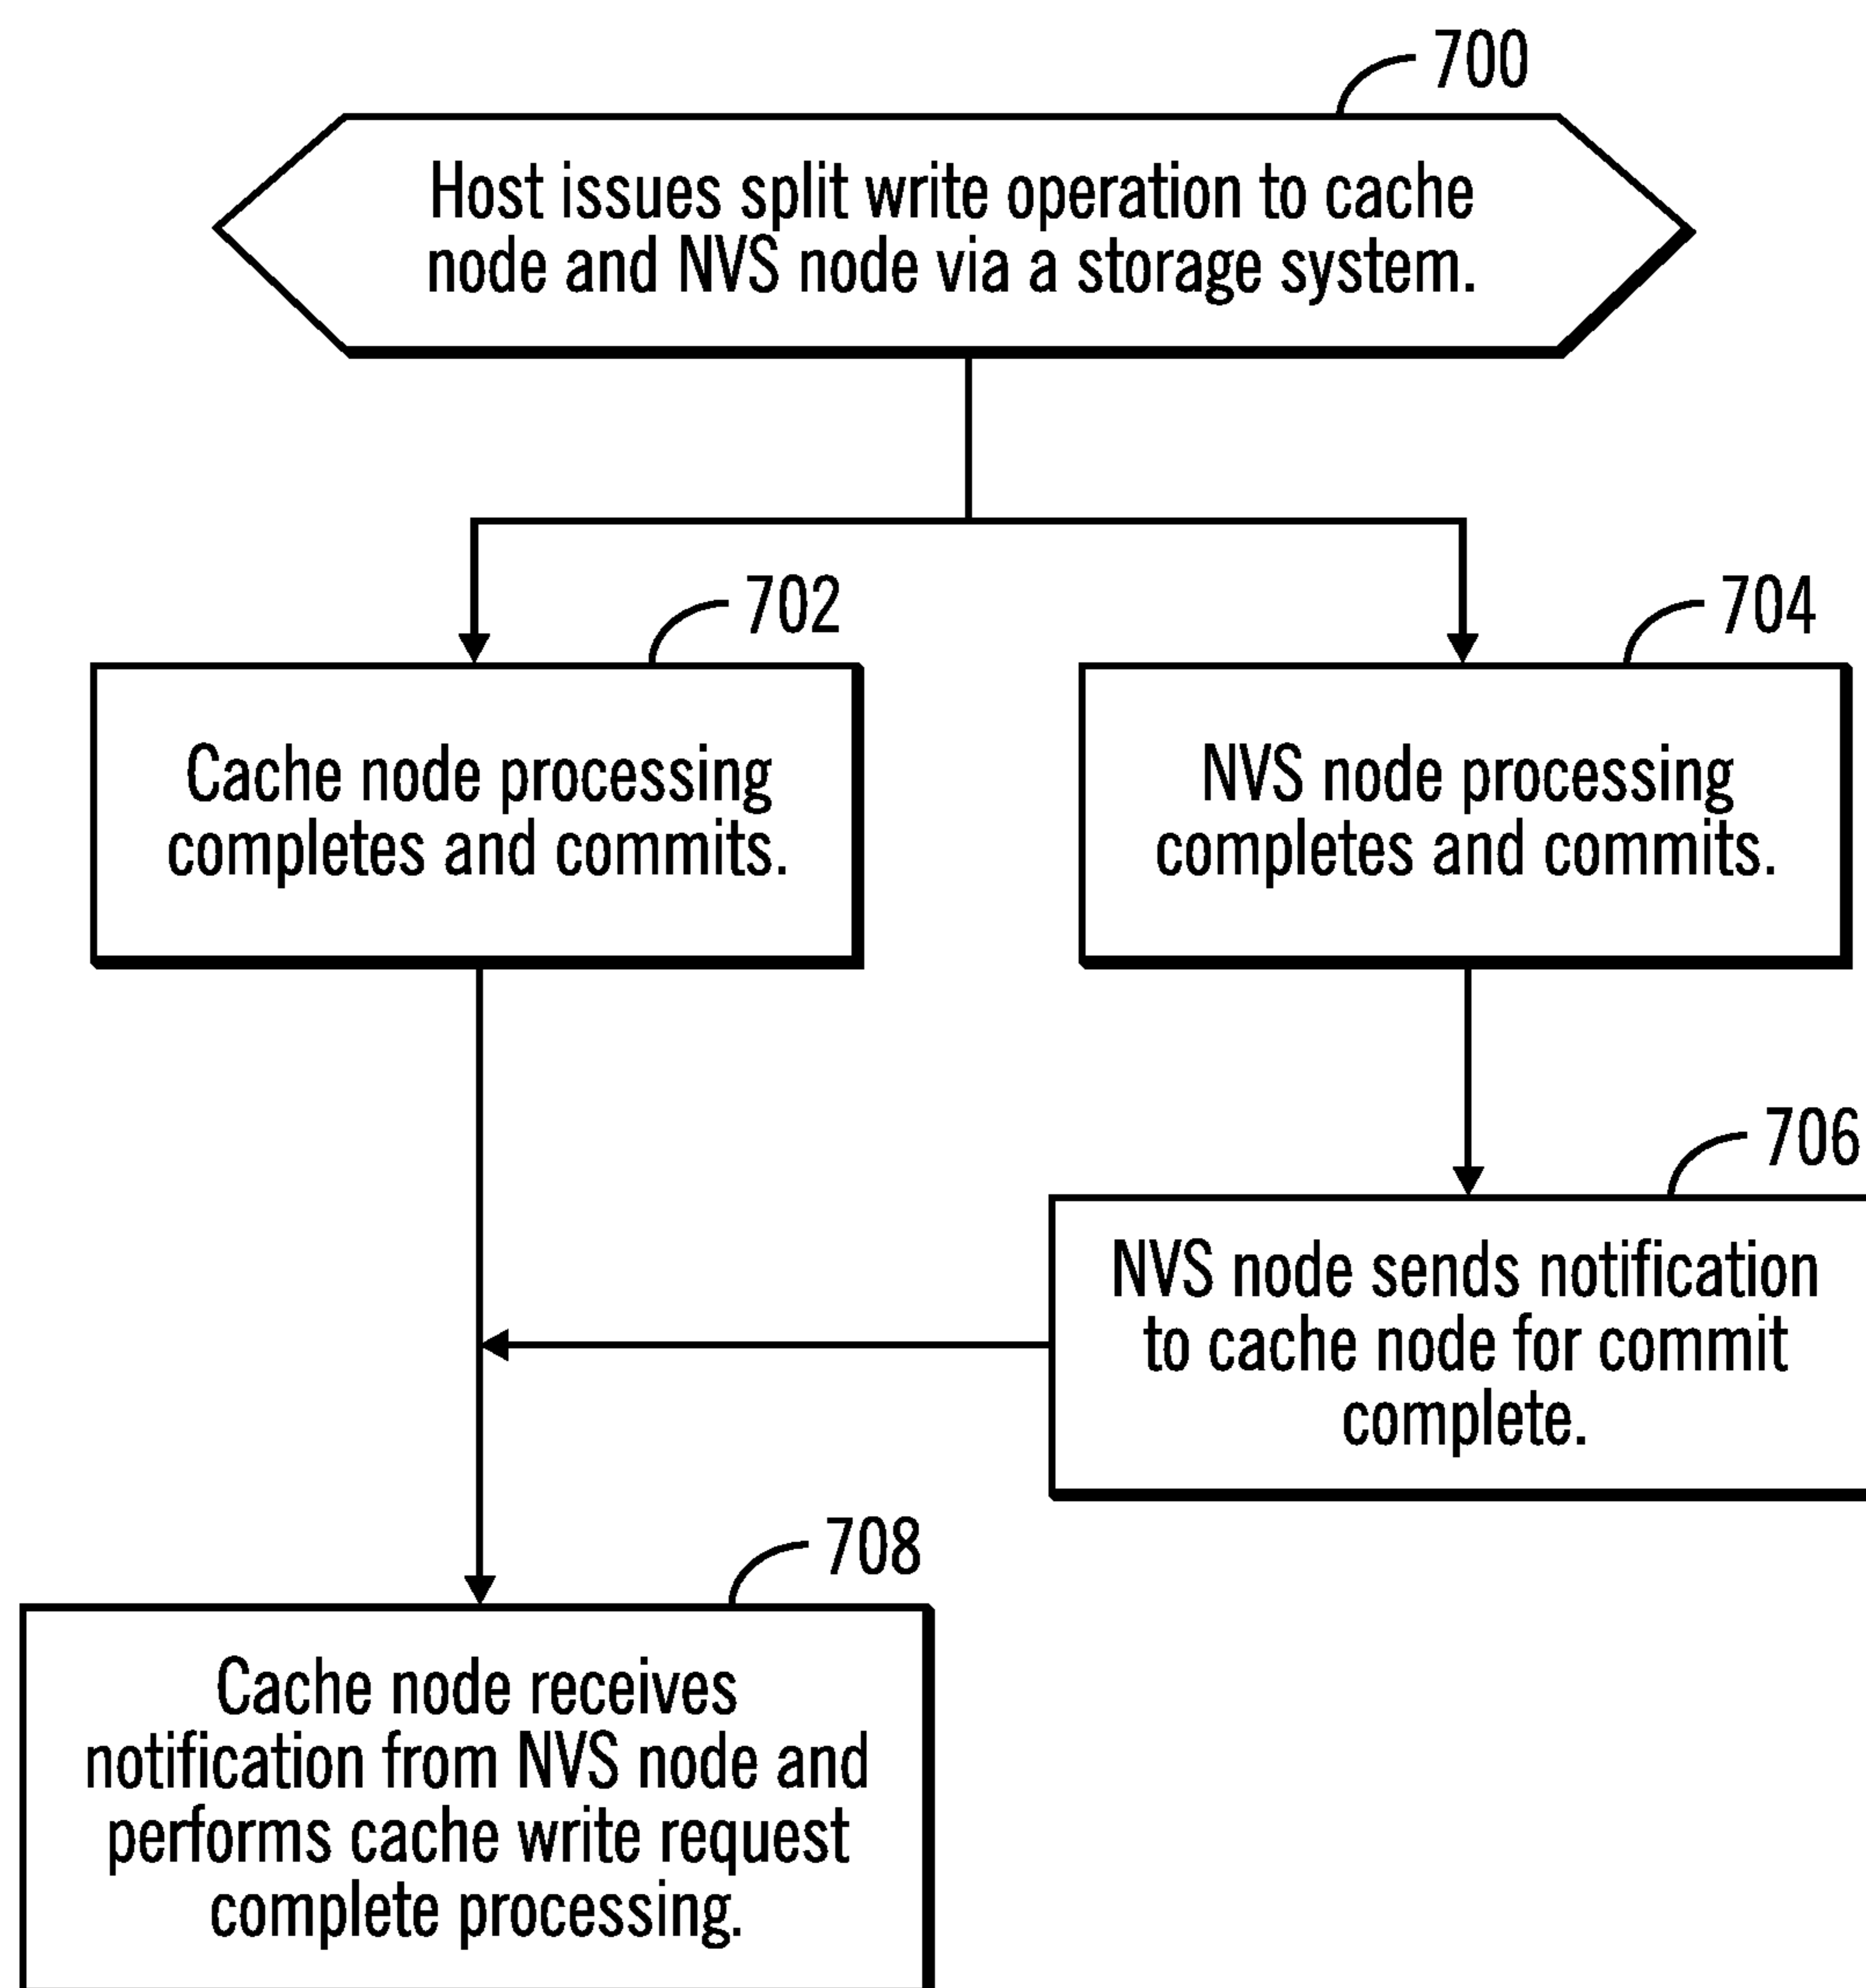 700
Host issues split write operation to cache
node and NVS node via a storage system.
702
704
Cache node processing
completes and commits.
NVS node processing
completes and commits.
706
NVS node sends notification
to cache node for commit
complete.
708
Cache node receives
notification from NVS node and
performs cache write request
complete processing.